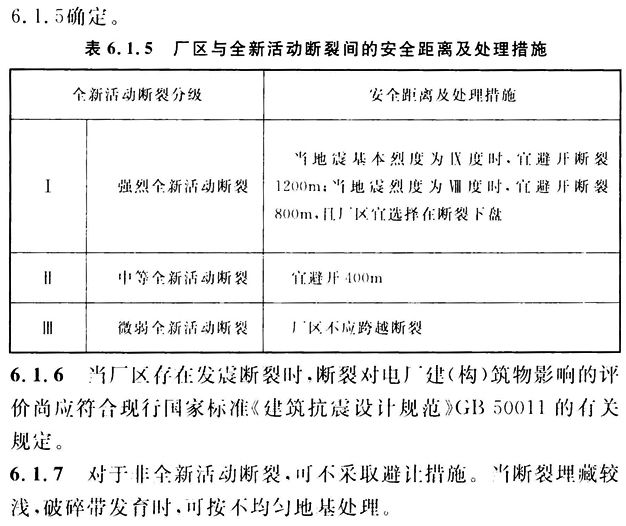 6.1.5确定。
表 6.1.5 厂区与全新活动断裂间的安全距离及处理措施
全新活动断裂分级 安全距离及处理措施
Ⅰ 强烈全新活动断裂 当地震基本烈度为Ⅸ度时,宜避开断裂
1200m;当地震烈度为Ⅷ度时,宜避开断裂
800m,且厂区宜选择在断裂下盘
Ⅱ 中等全新活动断裂 宜避开400m
Ⅲ 微弱全新活动断裂 厂区不应跨越断裂
6.1.6 当厂区存在发震断裂时,断裂对电厂建(构)筑物影响的评
价尚应符合现行国家标准《建筑抗震设计规范》GB 50011 的有关
规定。
6.1.7 对于非全新活动断裂,可不采取避让措施。当断裂埋藏较
浅,破碎带发育时,可按不均匀地基处理。